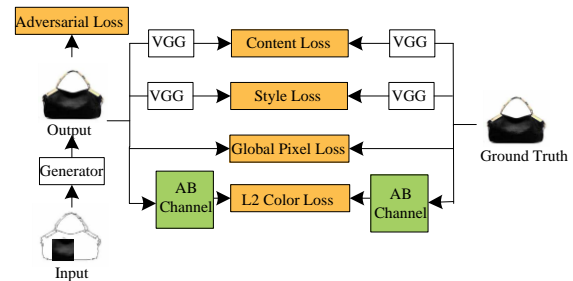 Adversarial Loss
VGG
Content Loss
VGG
VGG
Style Loss
VGG
Output
Global Pixel Loss
Ground Truth
Generator
AB
Channel
L2 Color Loss
AB
Channel
Input